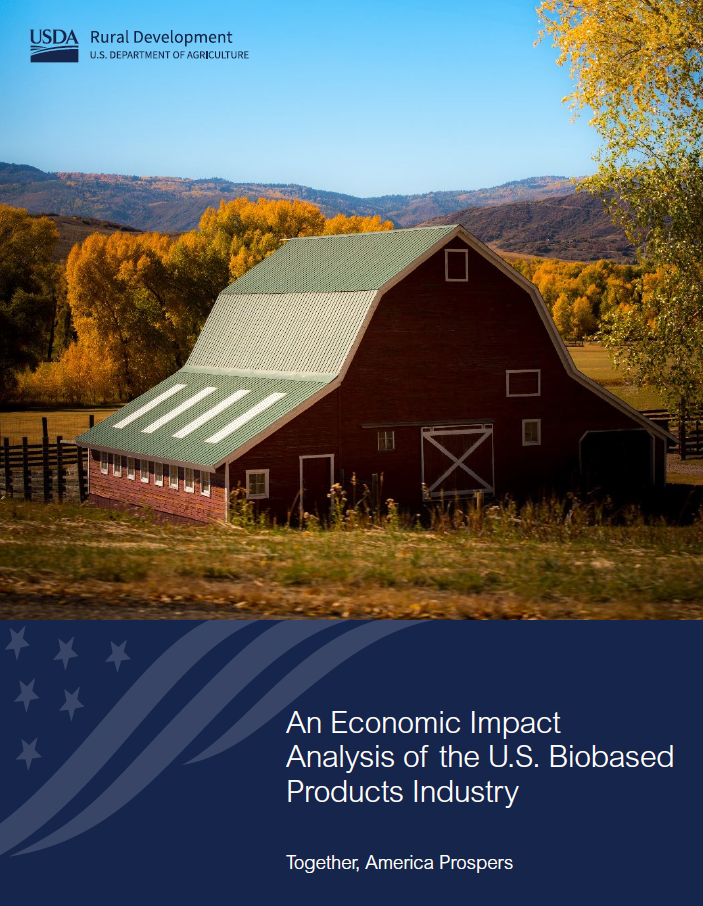 USDA Rural Development
U.S. DEPARTMENT OF AGRICULTURE
An Economic Impact
Analysis of the U.S. Biobased
Products Industry
Together, America Prospers